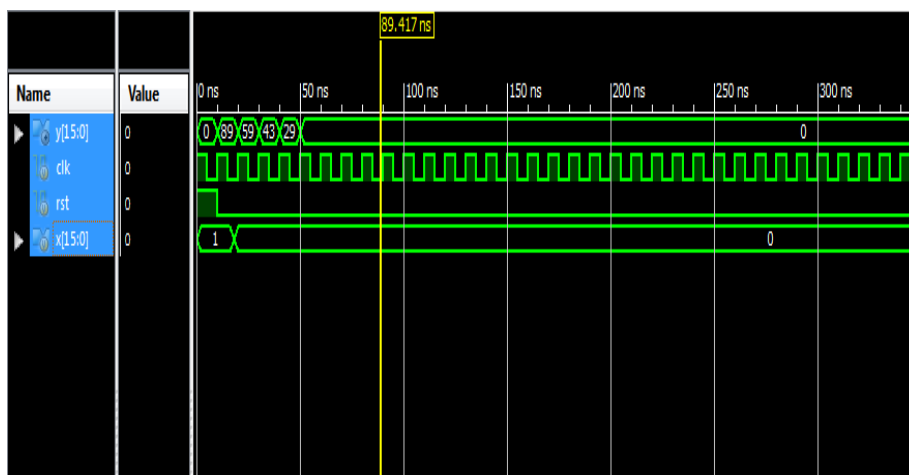 89.417 ns
Name Value
0 ns 50 ns 100 ns 150 ns 200 ns 250 ns 300 ns
y[15:0] 0 0 89 59 43 29 0
clk 0
rst 0
x[15:0] 0 1 0